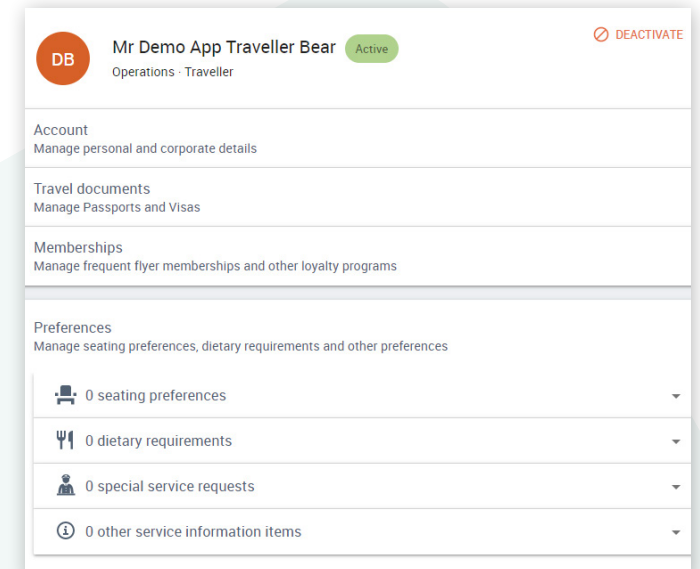 DB
Mr Demo App Traveller Bear
Active
DEACTIVATE
Operations · Traveller
Account
Manage personal and corporate details
Travel documents
Manage Passports and Visas
Memberships
Manage frequent flyer memberships and other loyalty programs
Preferences
Manage seating preferences, dietary requirements and other preferences
0 seating preferences
0 dietary requirements
0 special service requests
0 other service information items